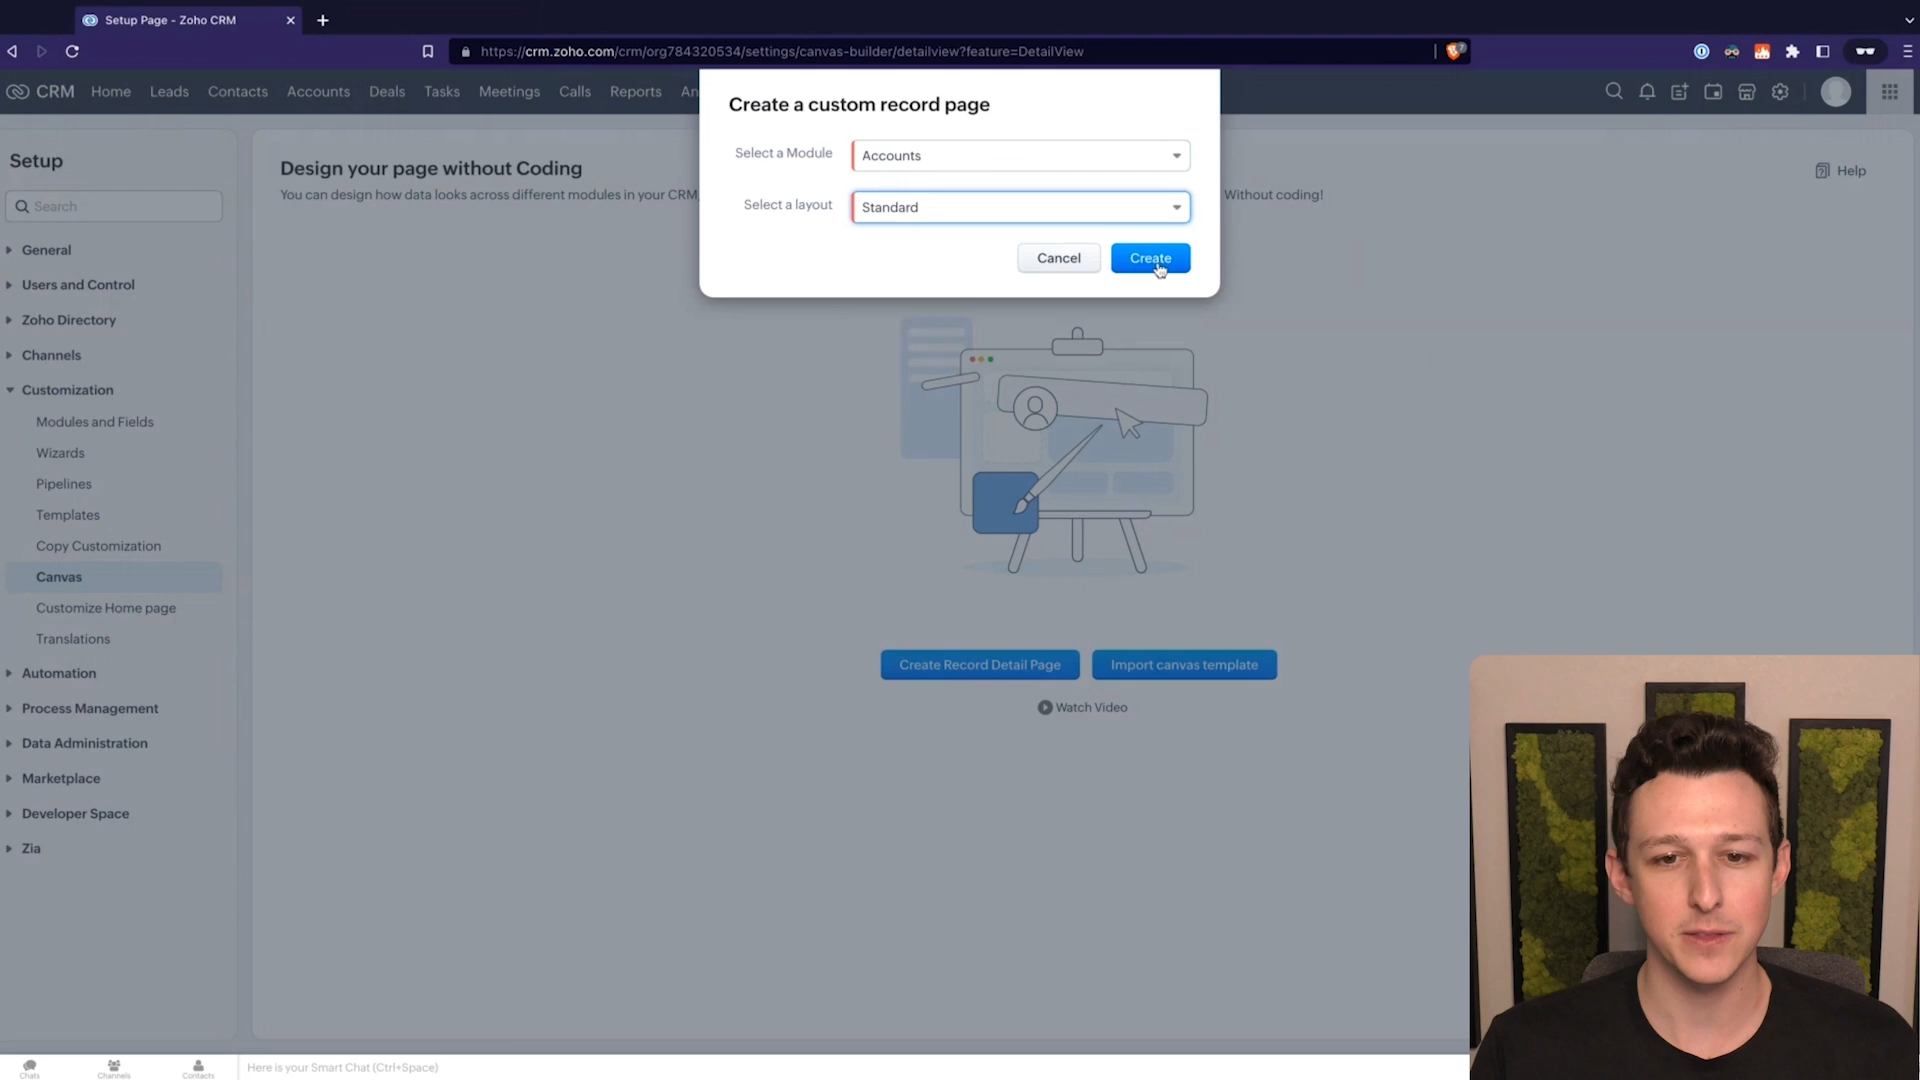 Setup Page - Zoho CRM
https://crm.zoho.com/crm/org784320534/settings/canvas-builder/detailview?feature=DetailView
7
CRM Home Leads Contacts Accounts Deals Tasks Meetings Calls Reports An
Create a custom record page
Select a Module Accounts
Select a layout Standard
Cancel Create
Setup
Search
General
Users and Control
Zoho Directory
Channels
Customization
Modules and Fields
Wizards
Pipelines
Templates
Copy Customization
Canvas
Customize Home page
Translations
Automation
Process Management
Data Administration
Marketplace
Developer Space
Zia
Design your page without Coding
You can design how data looks across different modules in your CRM
Without coding!
Help
Create Record Detail Page
Import canvas template
Watch Video
Chats Channels Contacts
Here is your Smart Chat (Ctrl+Space)